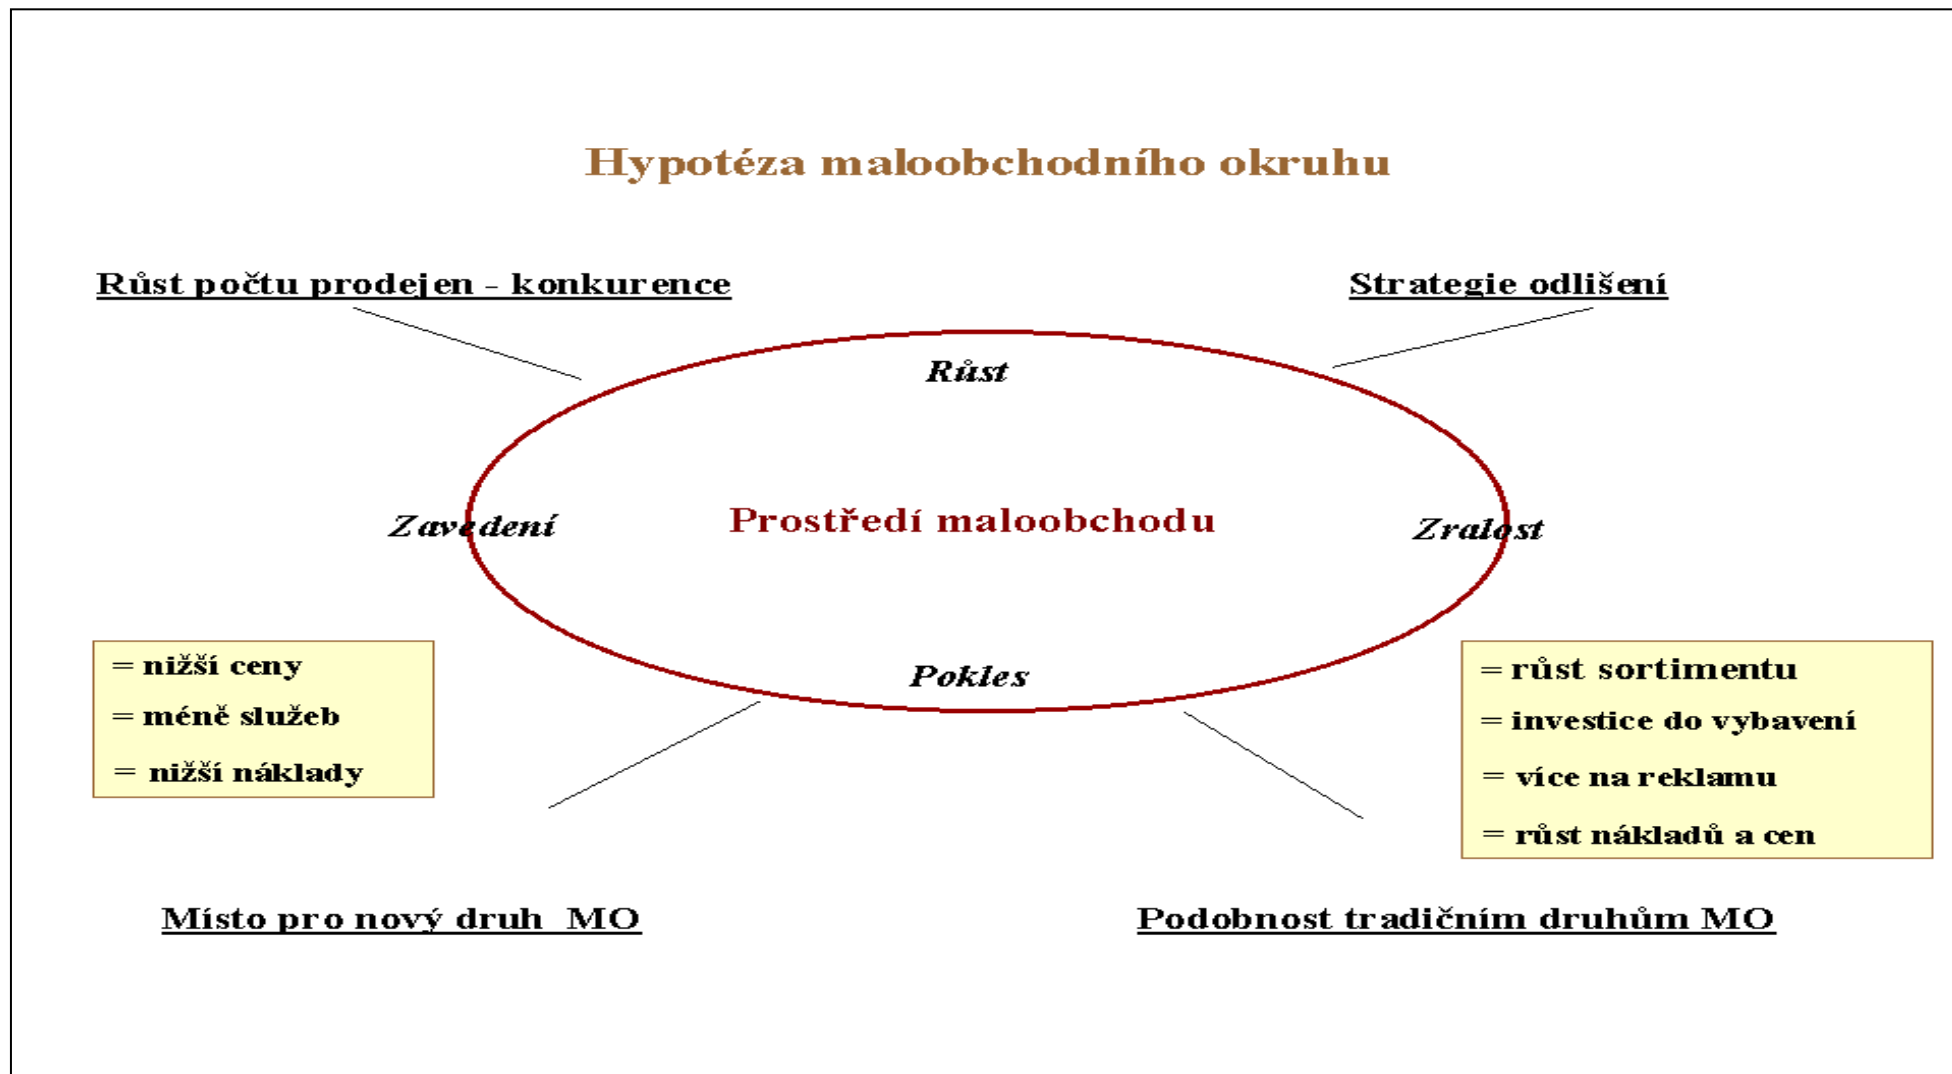 Hypotéza maloobchodního okruhu
Růst počtu prodejen - konkurence
Strategie odlišení
Růst
Zavedení
Prostředí maloobchodu
Zralost
Pokles
= nižší ceny
= méně služeb
= nižší náklady
= růst sortimentu
= investice do vybavení
= více na reklamu
= růst nákladů a cen
Místo pro nový druh MO
Podobnost tradičním druhům MO